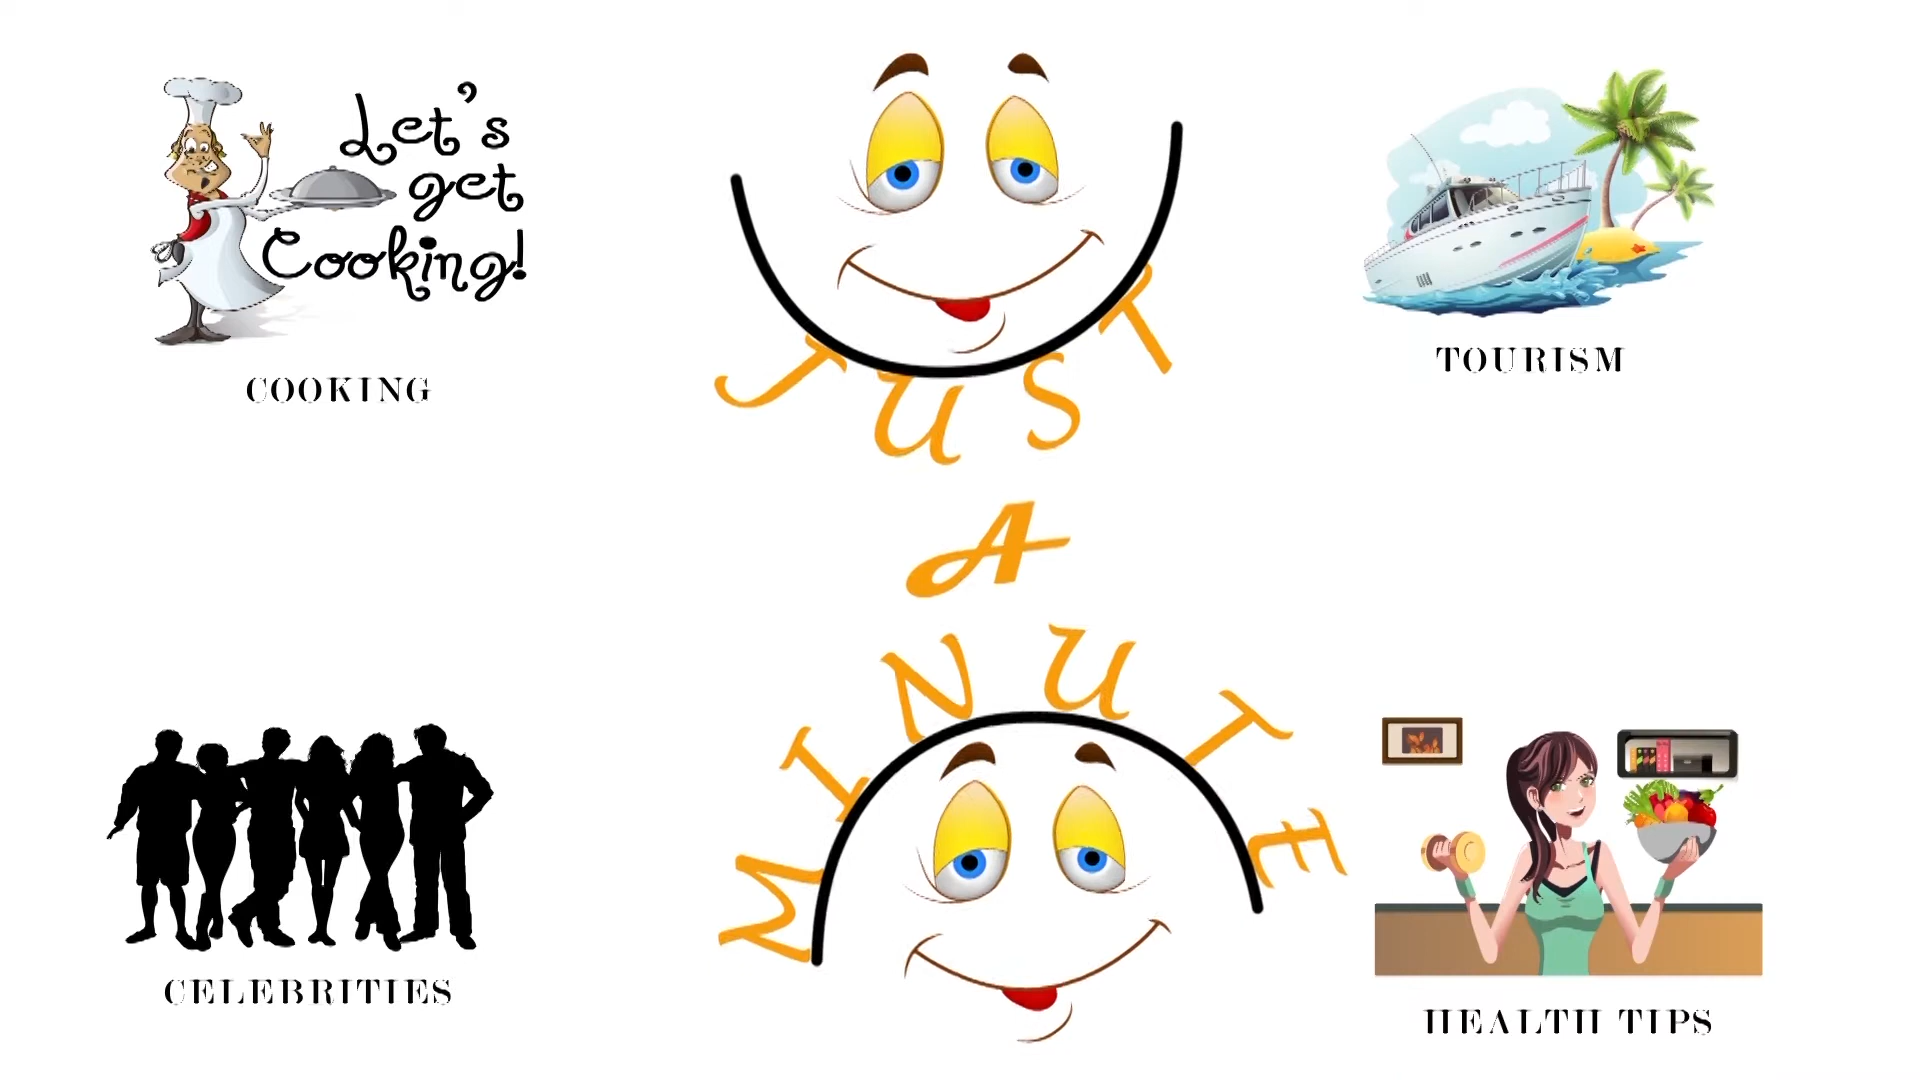 Let's
get
Cooking!
COOKING
JUST
A
MINUTE
TOURISM
CELEBRITIES
HEALTH TIPS